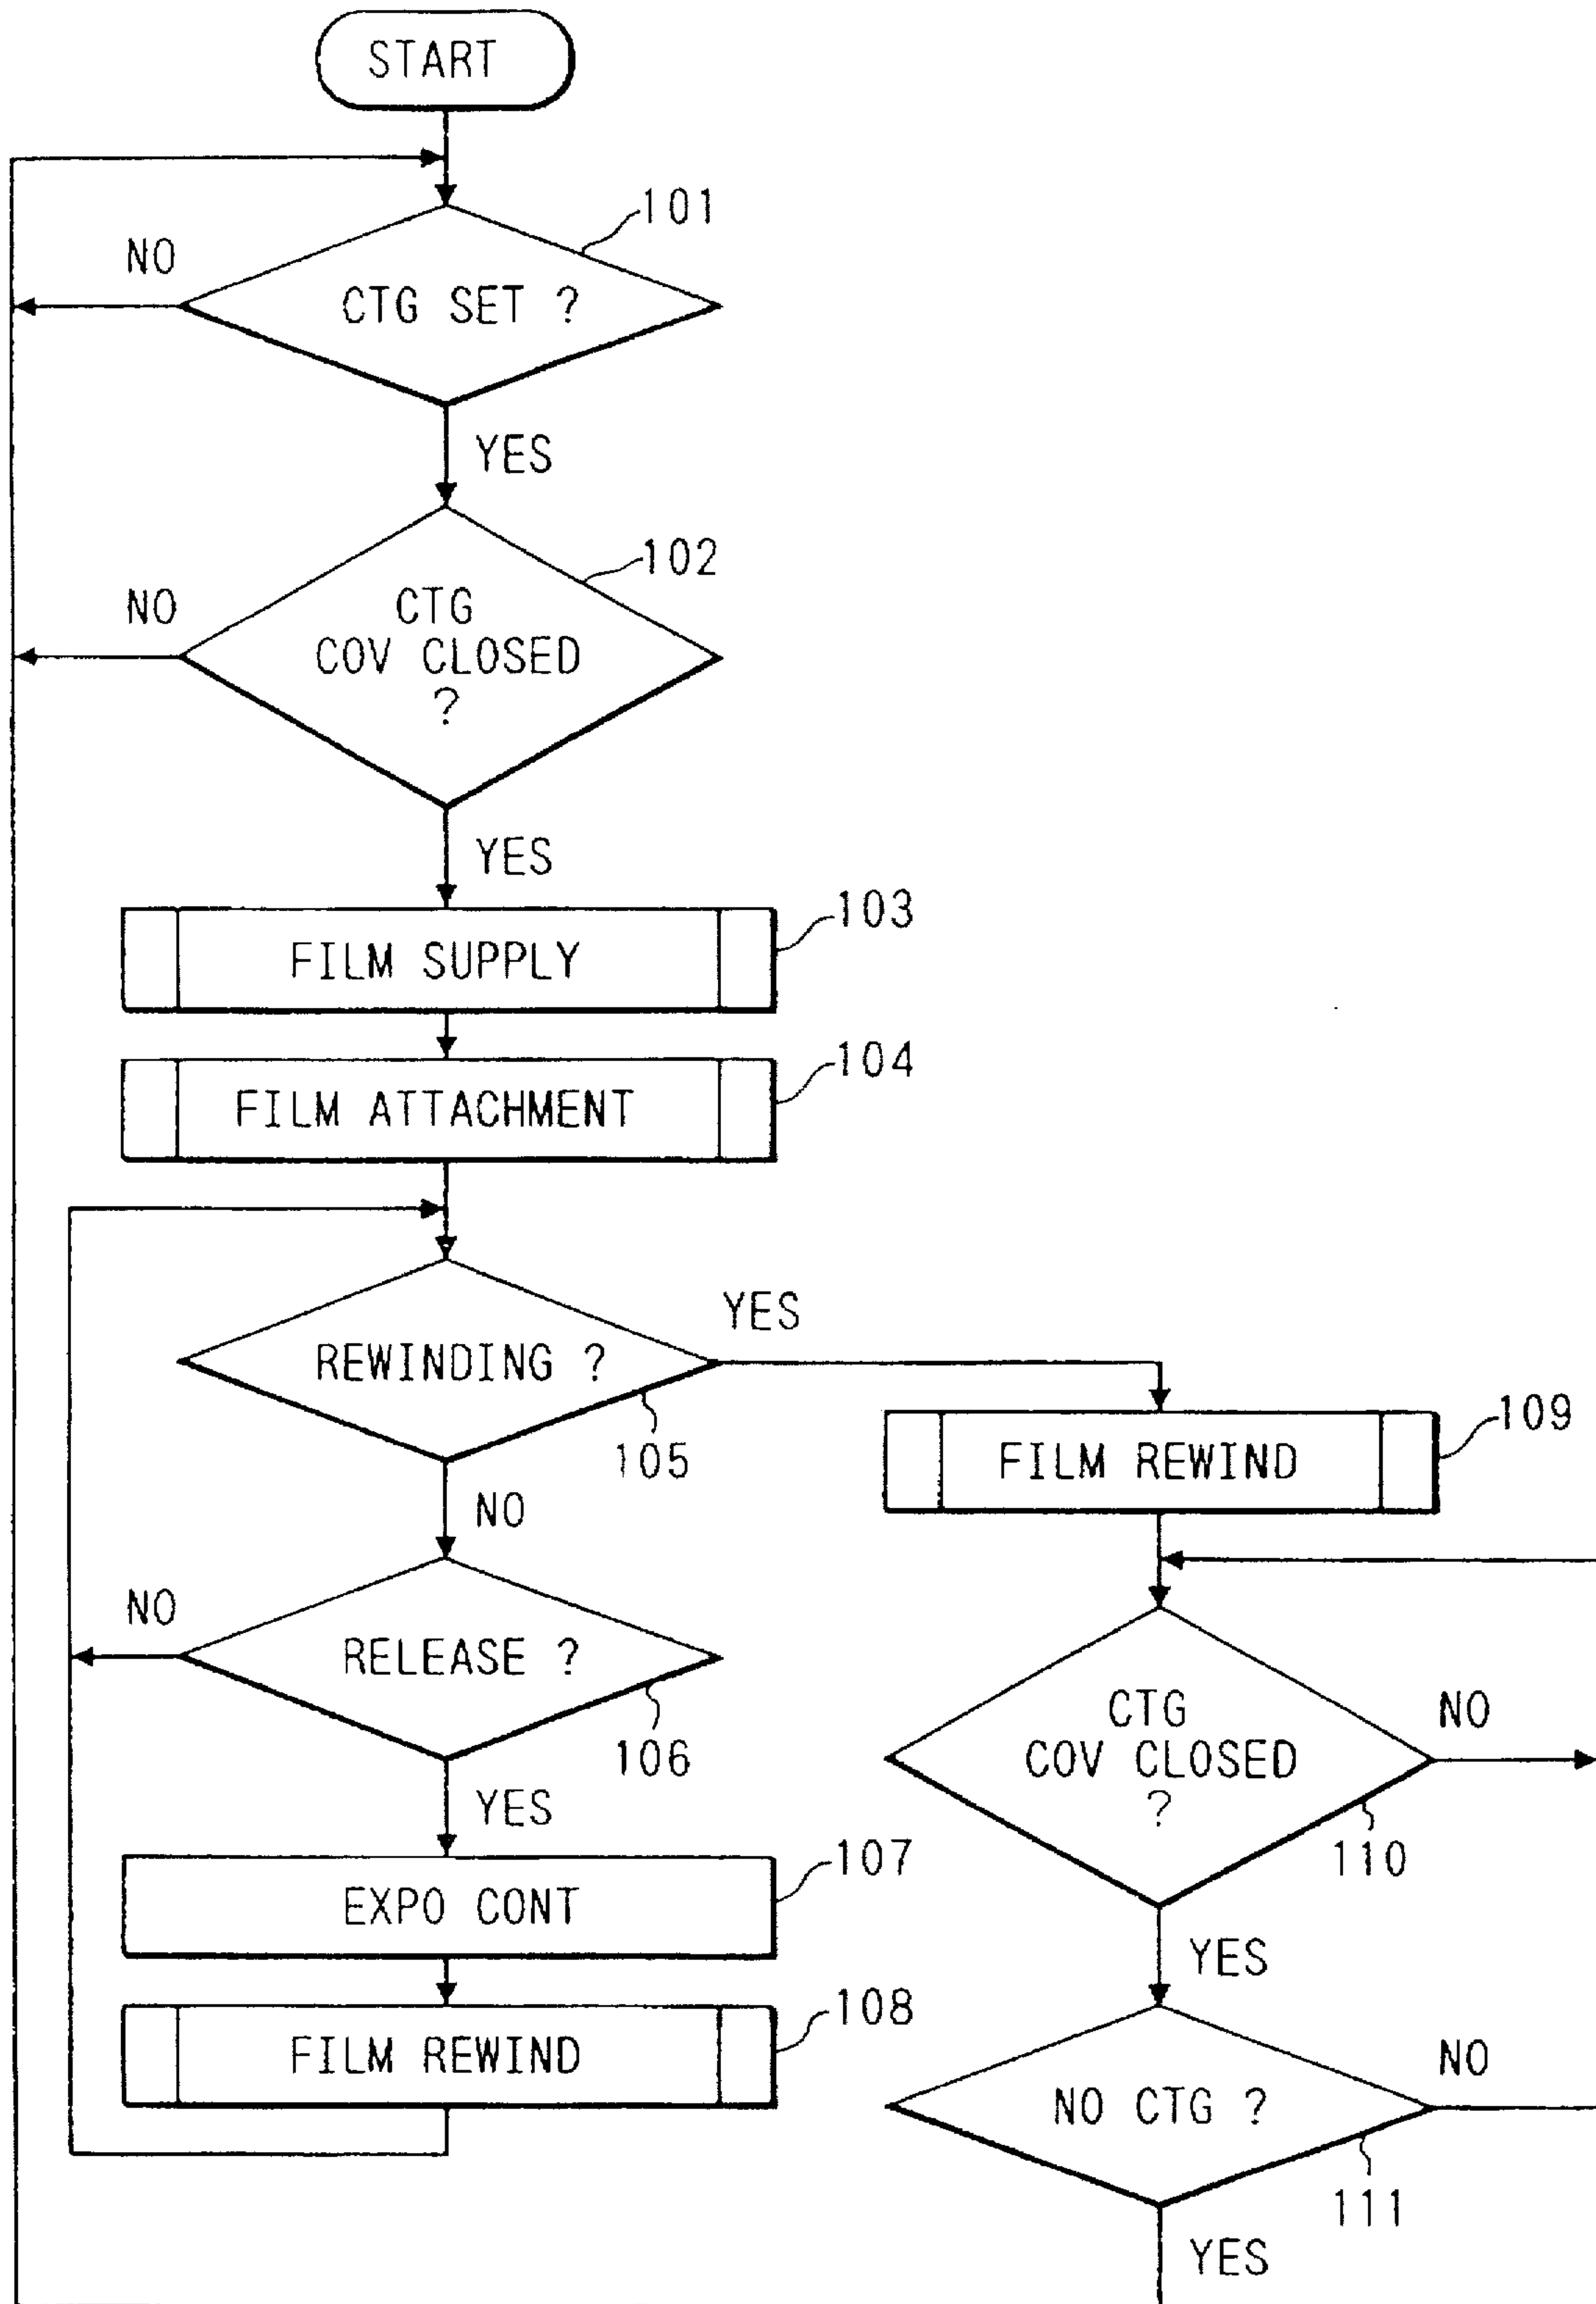 START
101
NO
CTG SET ?
YES
102
NO
CTG
COV CLOSED
?
YES
103
FILM SUPPLY
104
FILM ATTACHMENT
YES
REWINDING ?
105
109
FILM REWIND
NO
NO
RELEASE ?
106
CTG
COV CLOSED
?
NO
110
YES
107
EXPO CONT
YES
108
FILM REWIND
NO
NO CTG ?
111
YES